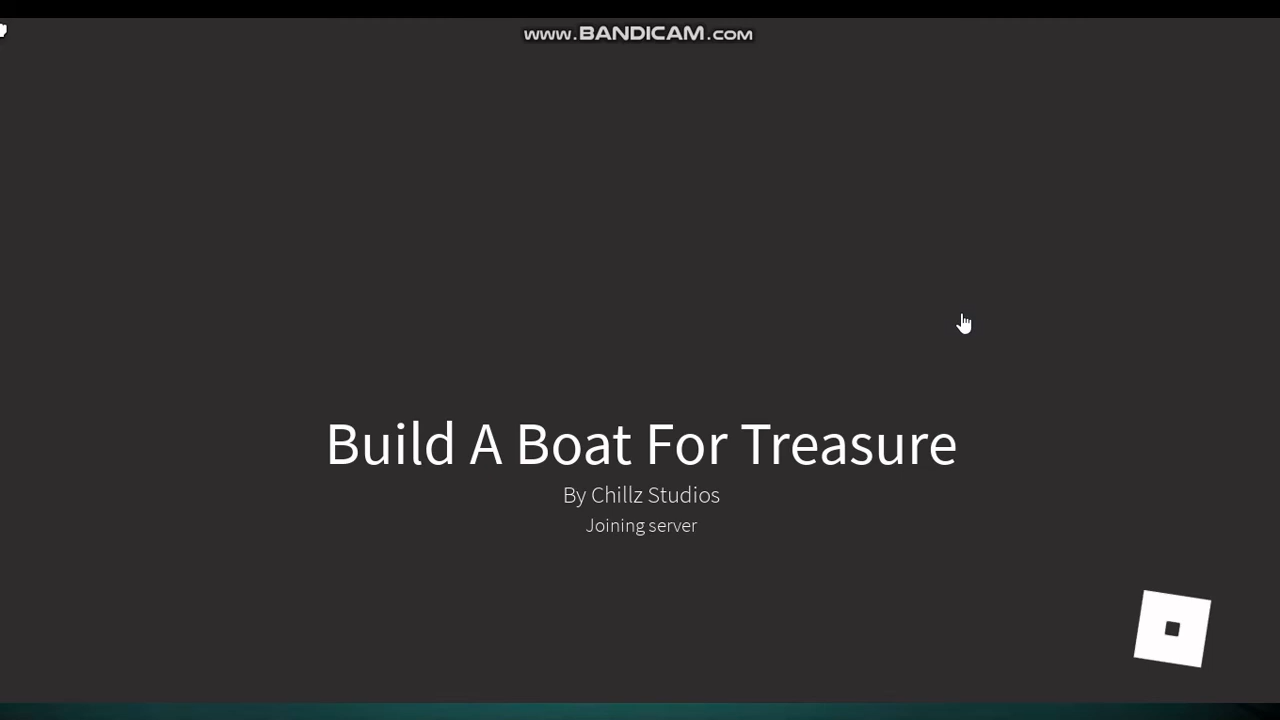 www.BANDICAM.com
Build A Boat For Treasure
By Chillz Studios
Joining server